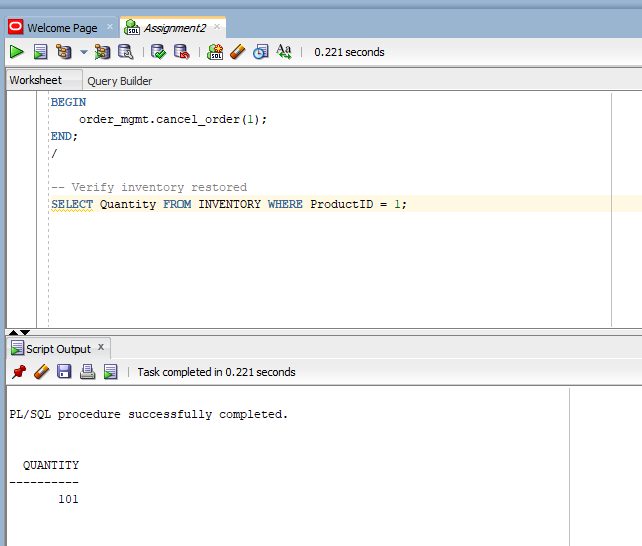 Welcome Page
Assignment2
0.221 seconds
Worksheet
Query Builder
BEGIN
order_mgmt.cancel_order(1);
END;
/
-- Verify inventory restored
SELECT Quantity FROM INVENTORY WHERE ProductID = 1;
Script Output
Task completed in 0.221 seconds
PL/SQL procedure successfully completed.
QUANTITY
----------
101